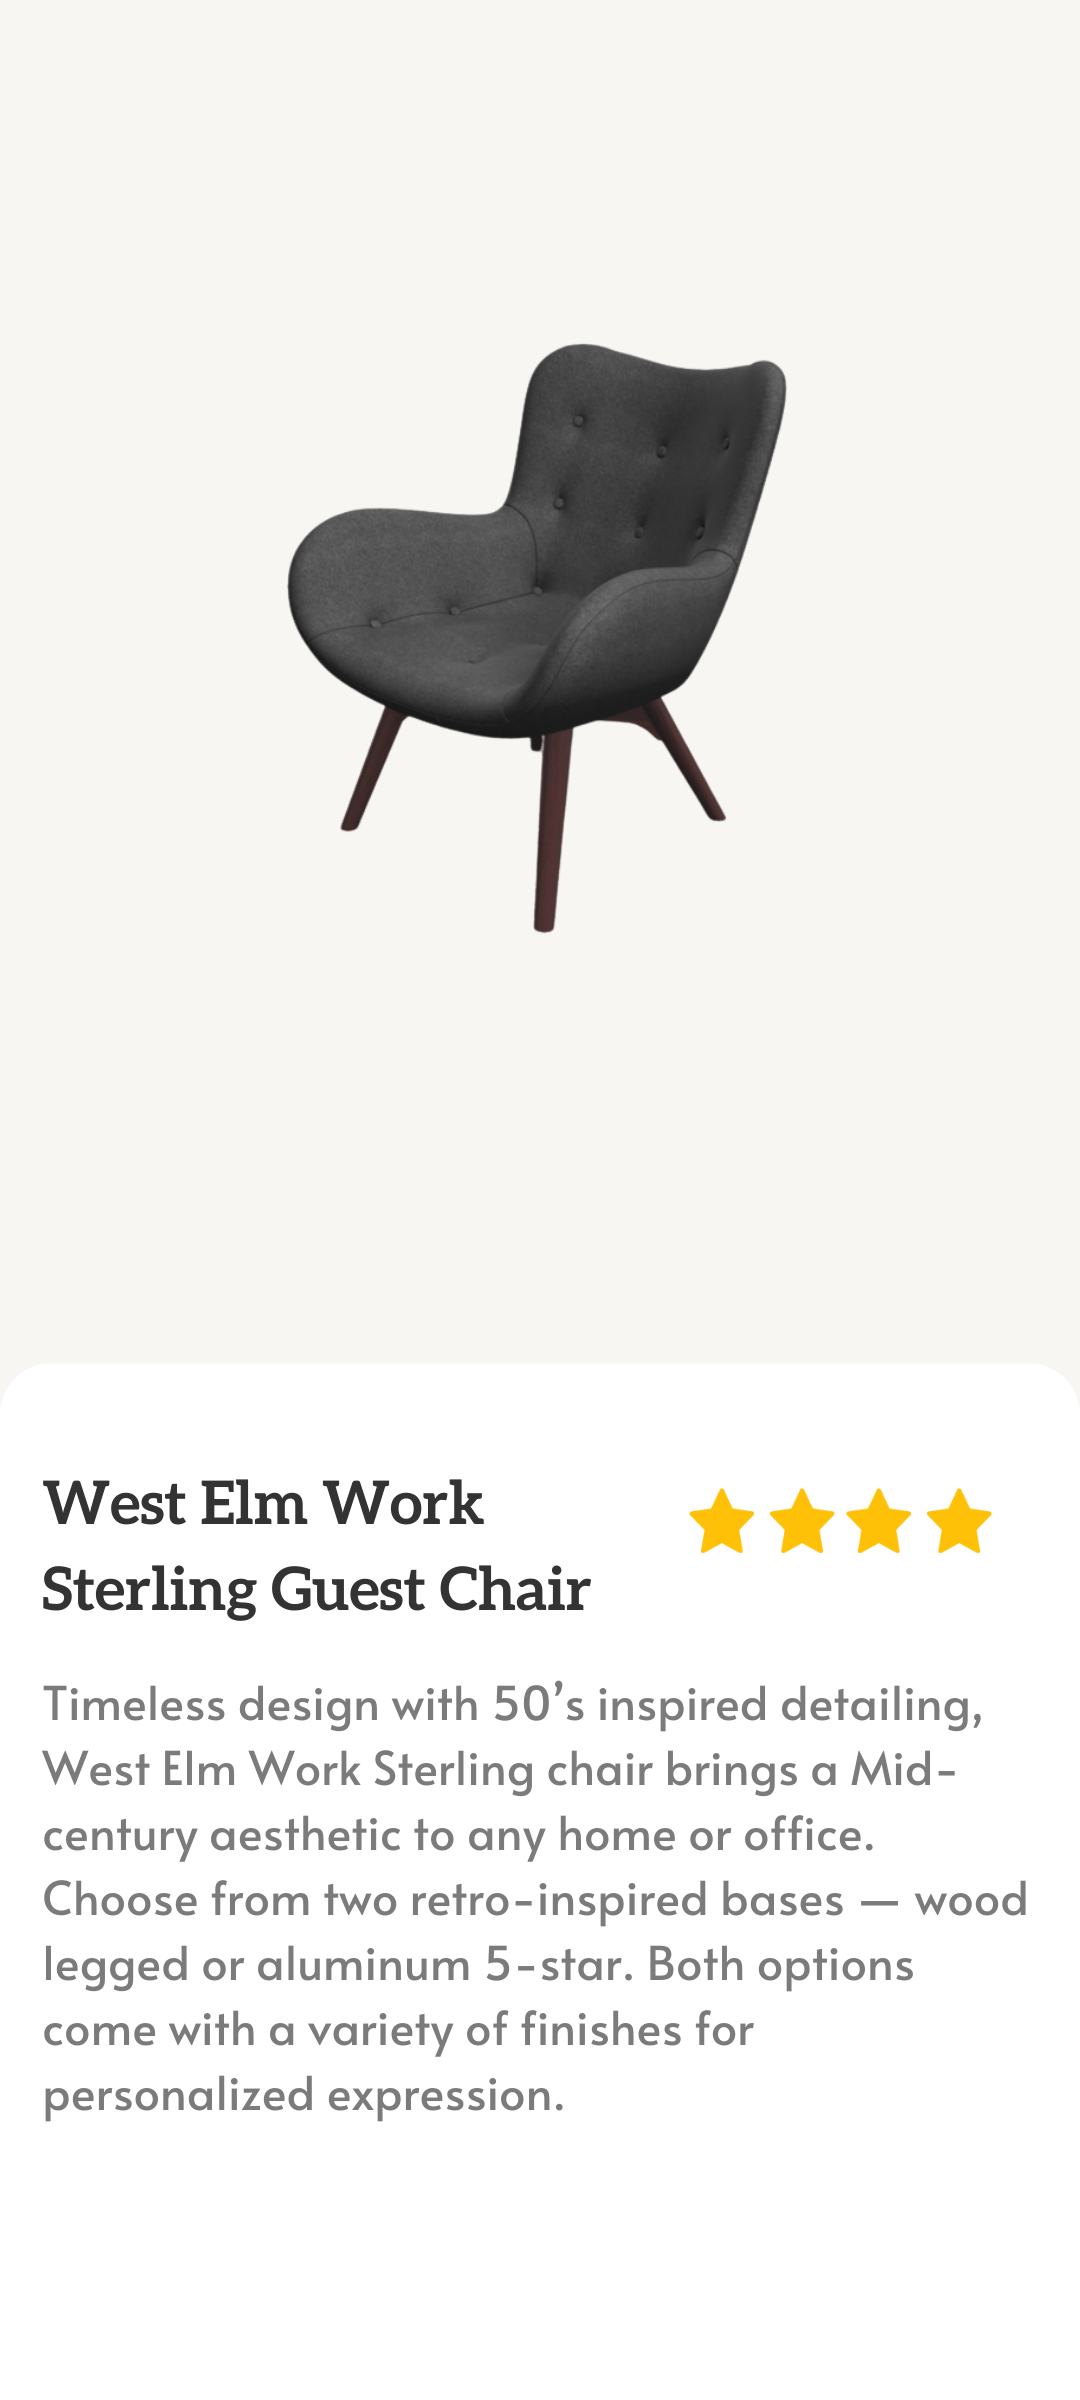 West Elm Work
Sterling Guest Chair
Timeless design with 50’s inspired detailing,
West Elm Work Sterling chair brings a Mid-
century aesthetic to any home or office.
Choose from two retro-inspired bases — wood
legged or aluminum 5-star. Both options
come with a variety of finishes for
personalized expression.